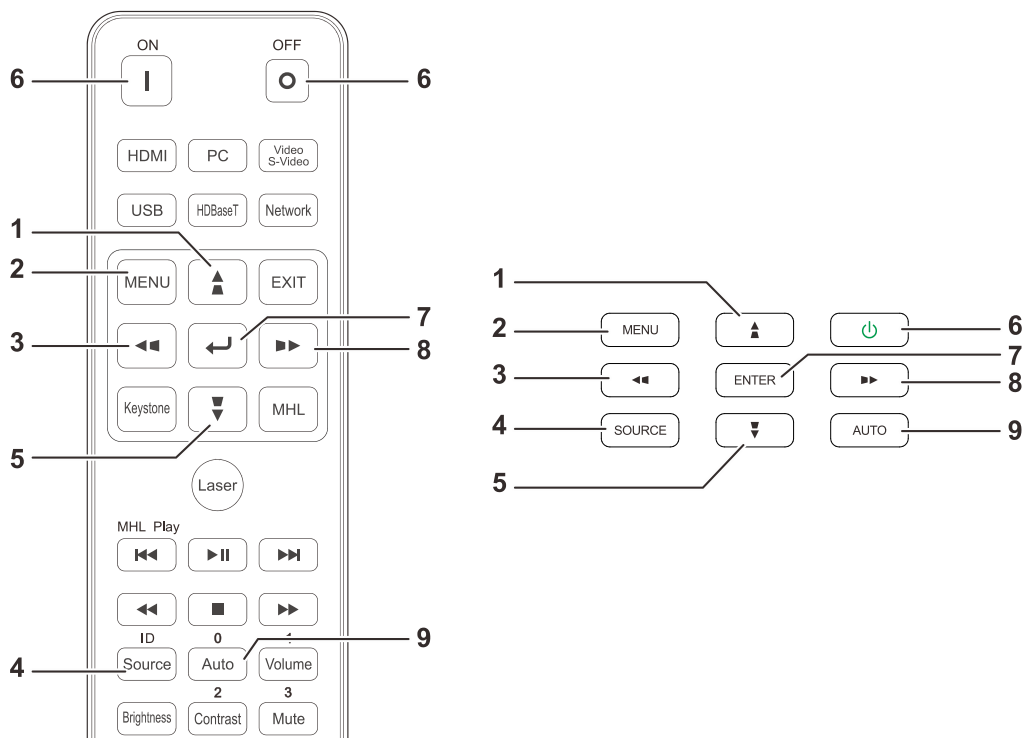 ON OFF
6 6
HDMI PC Video
S-Video
USB HDBaseT Network
1
2 MENU EXIT
7
3 8
Keystone MHL
5
Laser
MHL Play
ID 0
9
4 Source Auto Volume
2 3
Brightness Contrast Mute
1
2 MENU 6
7
3 ENTER 8
4 SOURCE AUTO 9
5